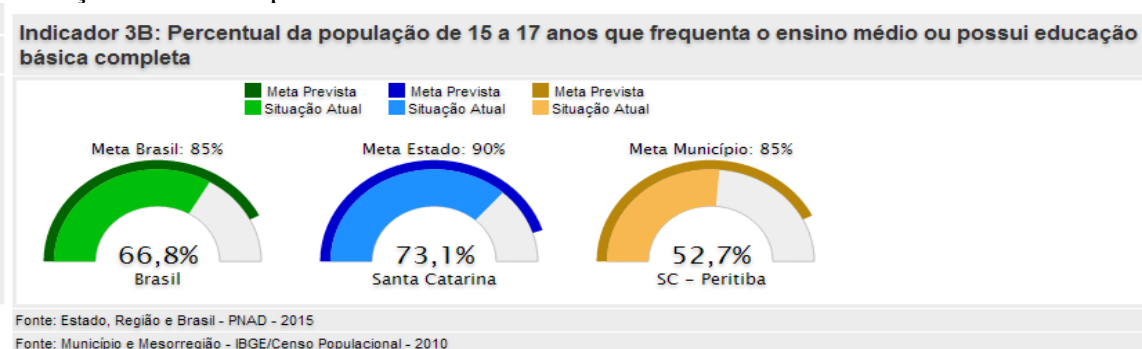 Indicador 3B: Percentual da população de 15 a 17 anos que frequenta o ensino médio ou possui educação
básica completa
Meta Prevista Meta Prevista Meta Prevista
Situação Atual Situação Atual Situação Atual
Meta Brasil: 85% Meta Estado: 90% Meta Município: 85%
66,8% 73,1% 52,7%
Brasil Santa Catarina SC - Peritiba
Fonte: Estado, Região e Brasil - PNAD - 2015
Fonte: Município e Mesorregião - IBGE/Censo Populacional - 2010